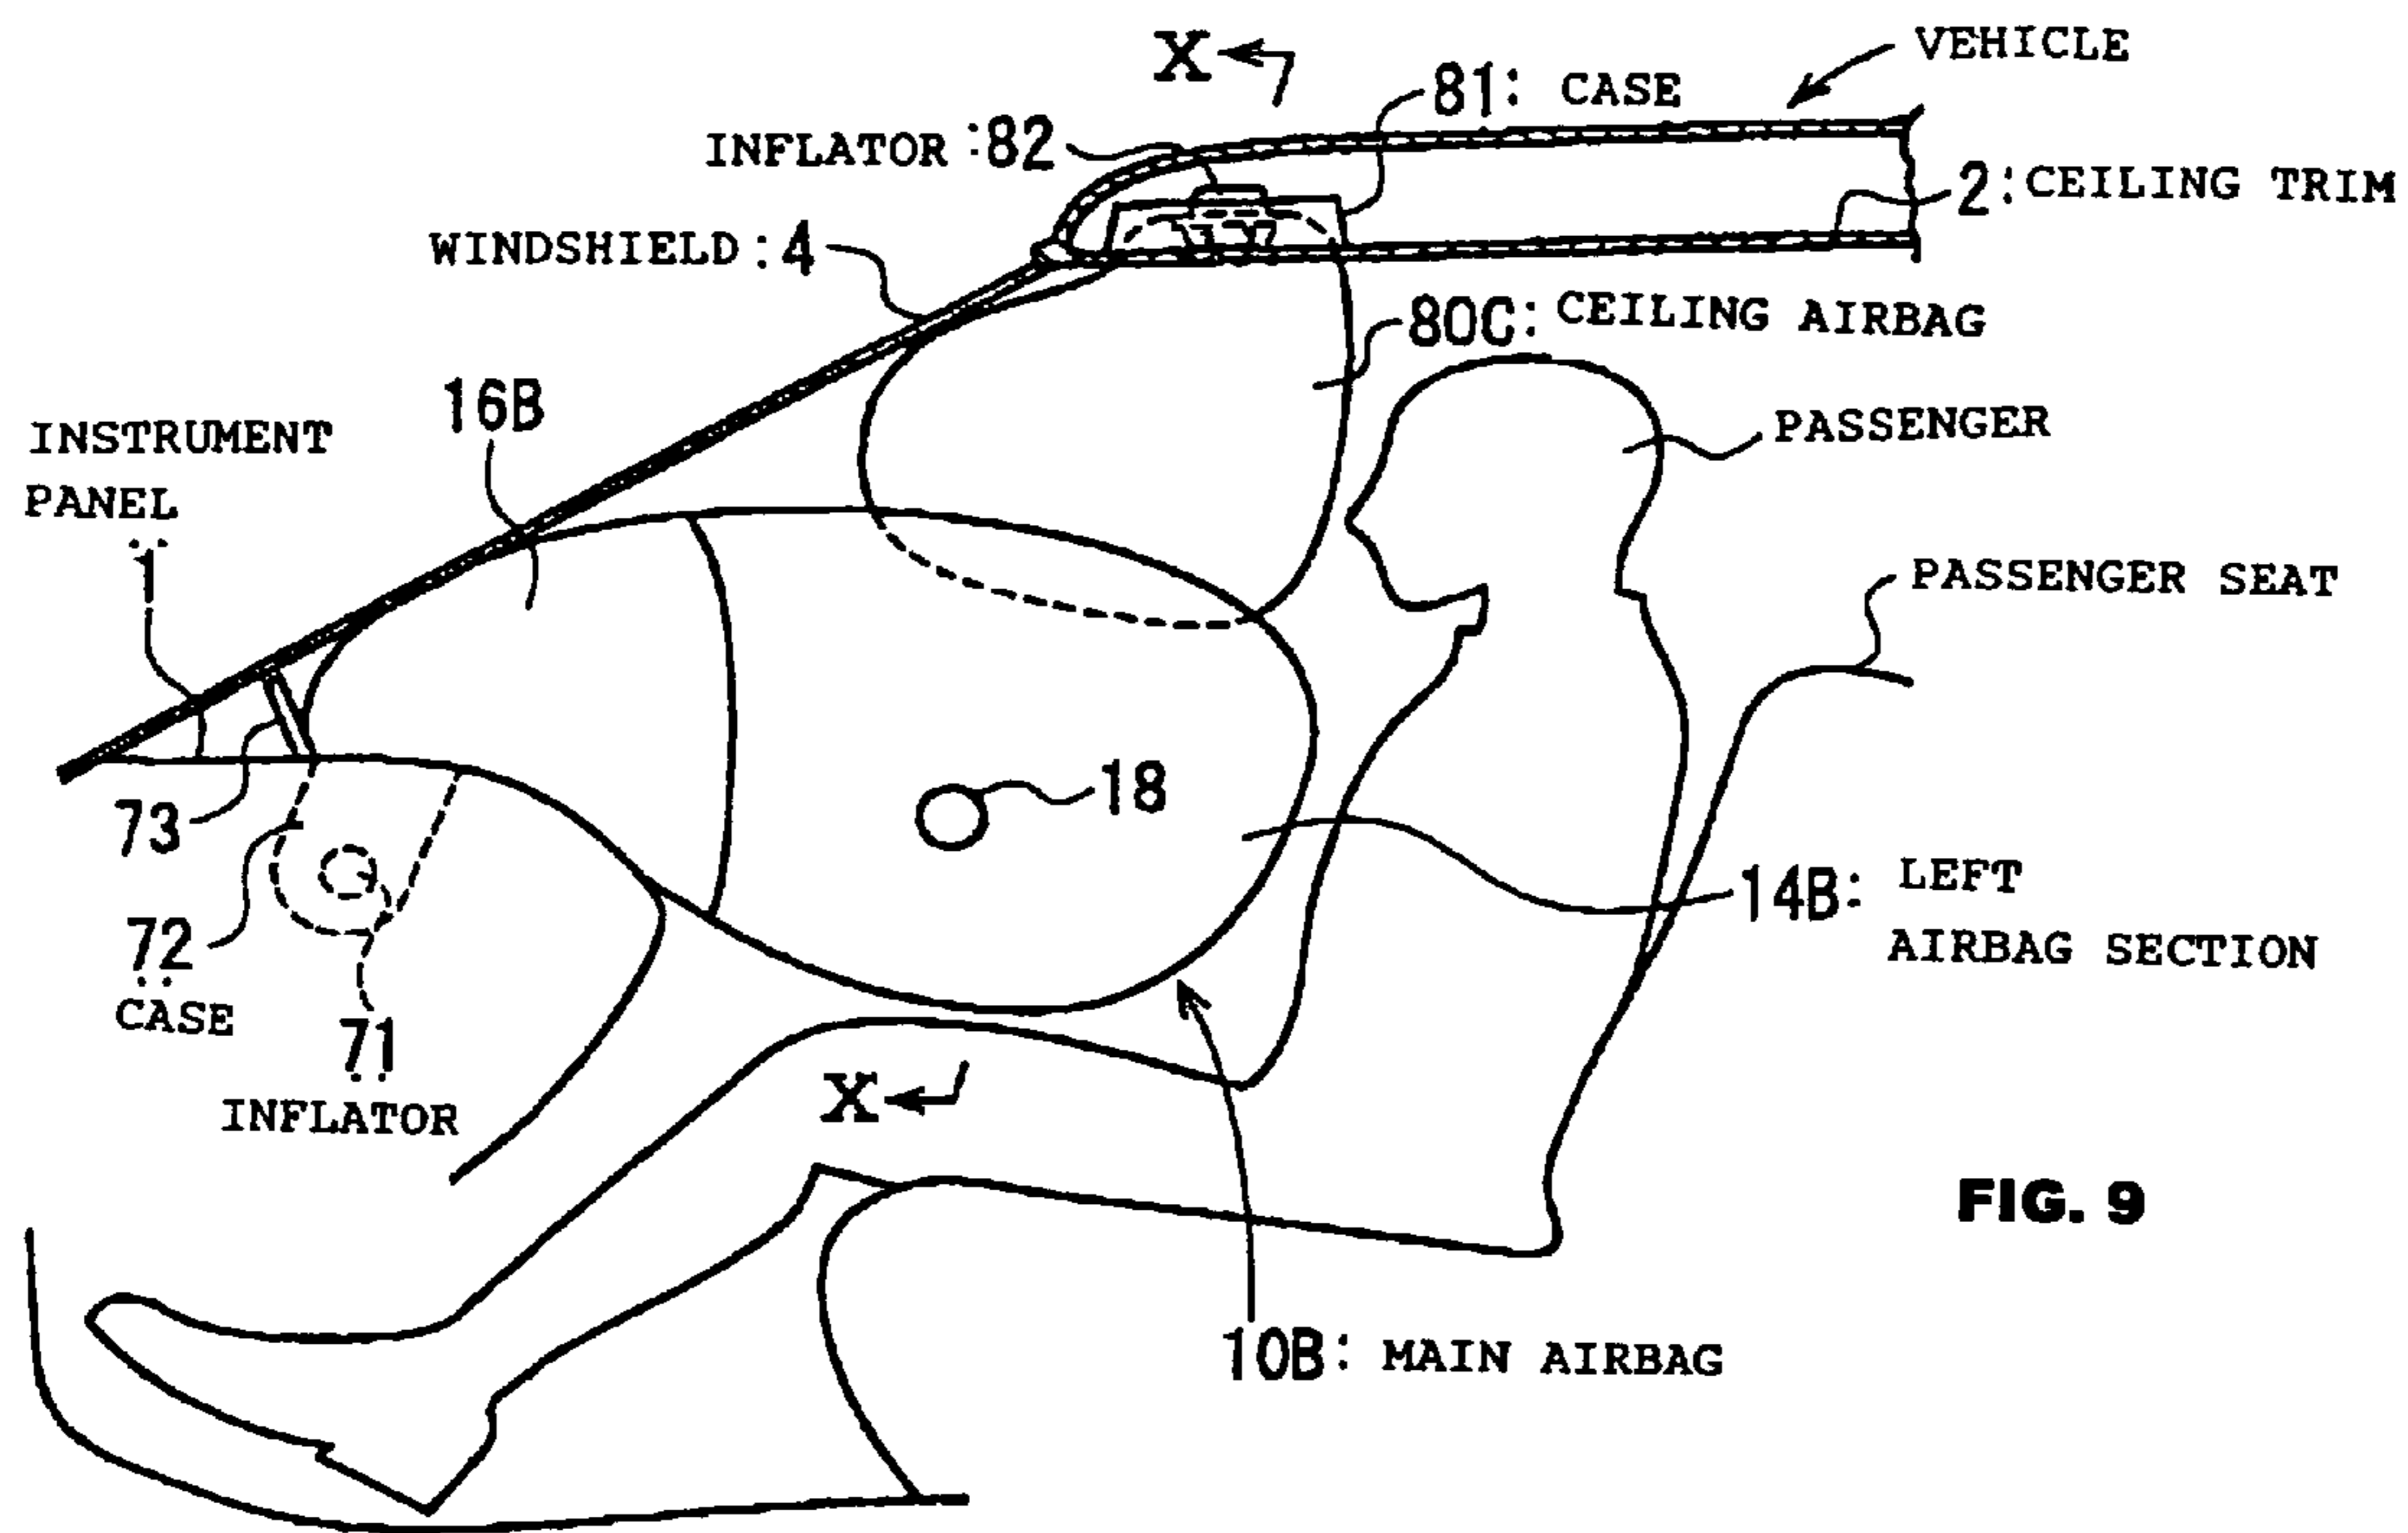 X
VEHICLE
81: CASE
INFLATOR :82
2: CEILING TRIM
WINDSHIELD :4
80C: CEILING AIRBAG
16B
PASSENGER
INSTRUMENT
PANEL
1
PASSENGER SEAT
18
73
14B: LEFT
AIRBAG SECTION
72
CASE
71
INFLATOR
X
FIG. 9
10B: MAIN AIRBAG